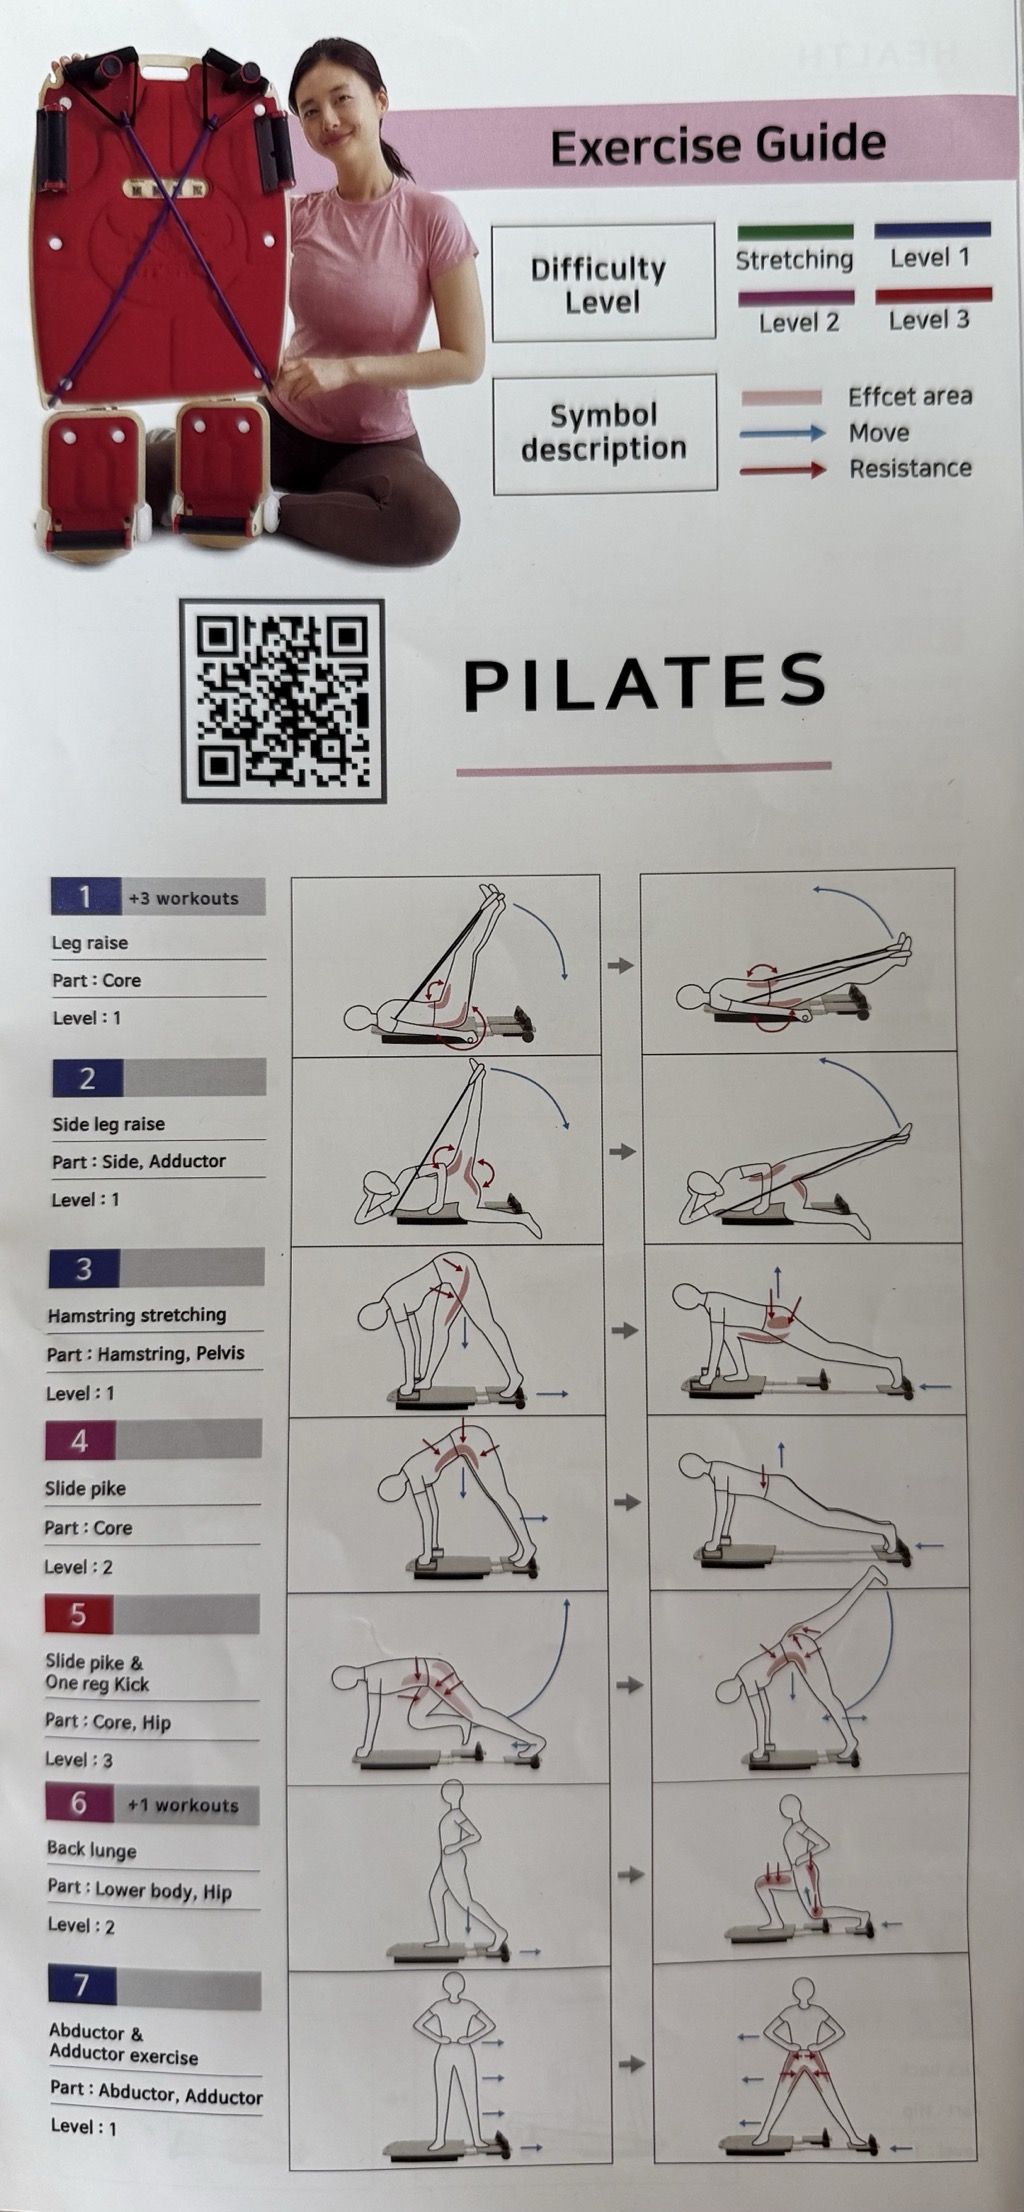 Exercise Guide
Difficulty
Level
Stretching
Level 1
Level 2
Level 3
Symbol
description
Effcet area
Move
Resistance
PILATES
1 +3 workouts
Leg raise
Part : Core
Level : 1
2
Side leg raise
Part : Side, Adductor
Level : 1
3
Hamstring stretching
Part : Hamstring, Pelvis
Level : 1
4
Slide pike
Part : Core
Level : 2
5
Slide pike &
One reg Kick
Part : Core, Hip
Level : 3
6 +1 workouts
Back lunge
Part : Lower body, Hip
Level : 2
7
Abductor &
Adductor exercise
Part : Abductor, Adductor
Level : 1